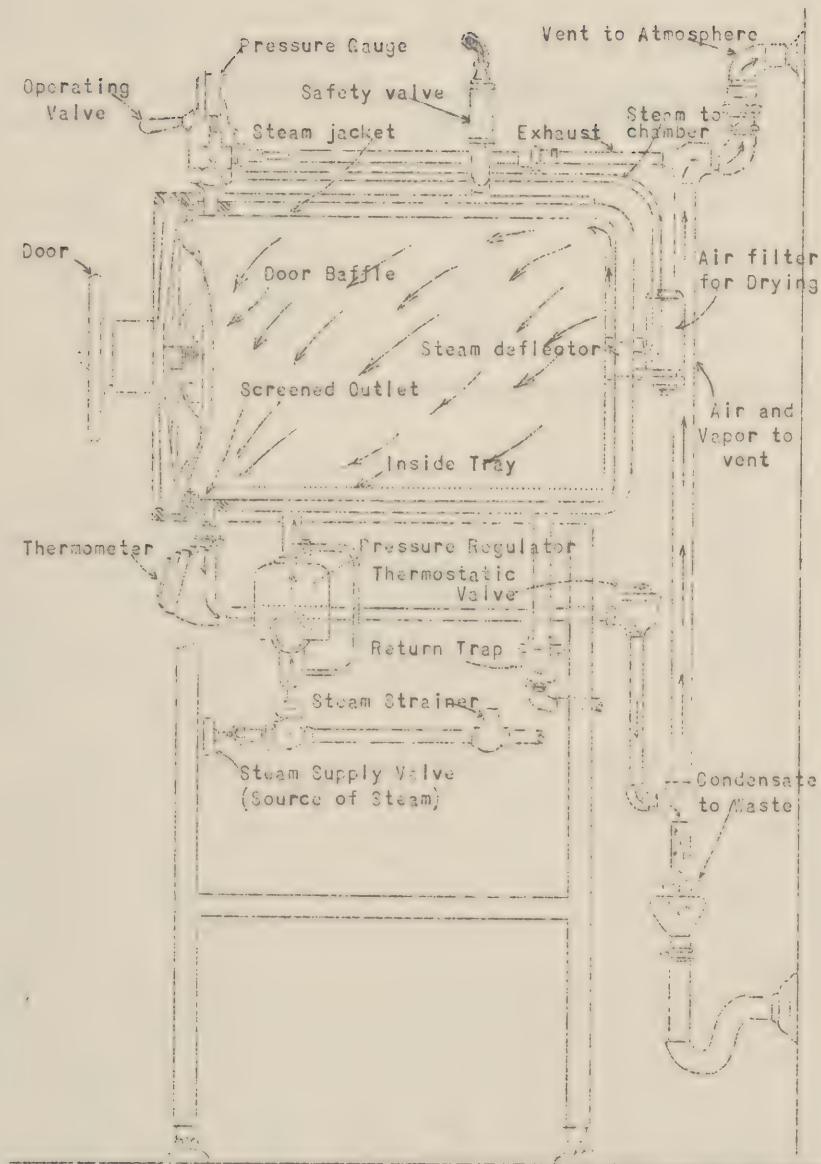 Pressure Gauge
Vent to Atmosphere
Operating
Valve
Safety valve
Steam to
chamber
Steam jacket
Exhaust
Door
Door Baffle
Air filter
for Drying
Steam deflector
Screened Outlet
Air and
Vapor to
vent
Inside Tray
Thermometer
Pressure Regulator
Thermostatic
Valve
Return Trap
Steam Strainer
Steam Supply Valve
(Source of Steam)
Condensate
to Waste